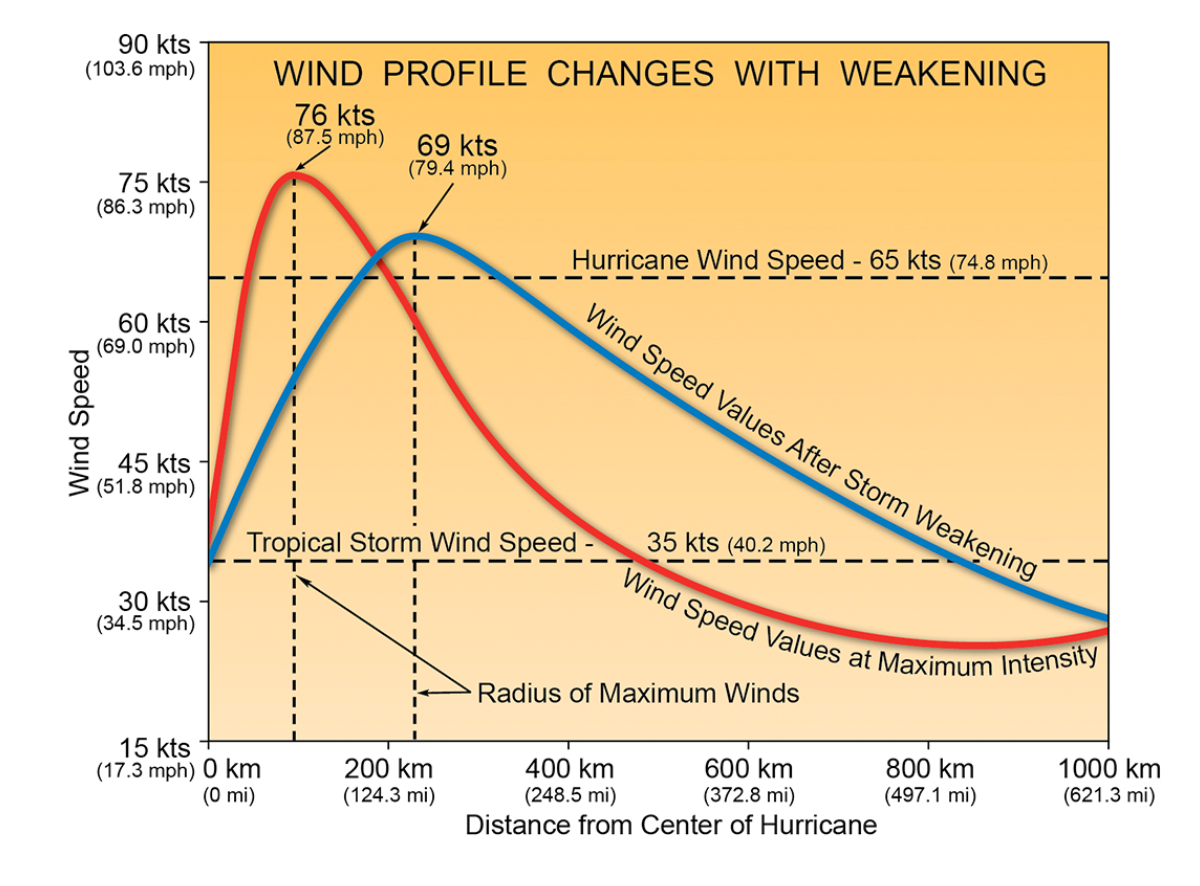 WIND PROFILE CHANGES WITH WEAKENING
90 kts
(103.6 mph)
76 kts
(87.5 mph)
69 kts
(79.4 mph)
75 kts
(86.3 mph)
Hurricane Wind Speed - 65 kts (74.8 mph)
60 kts
(69.0 mph)
Wind Speed Values After Storm Weakening
Wind Speed
45 kts
(51.8 mph)
Tropical Storm Wind Speed - 35 kts (40.2 mph)
30 kts
(34.5 mph)
Wind Speed Values at Maximum Intensity
Radius of Maximum Winds
15 kts
(17.3 mph)
0 km
(0 mi)
200 km
(124.3 mi)
400 km
(248.5 mi)
600 km
(372.8 mi)
800 km
(497.1 mi)
1000 km
(621.3 mi)
Distance from Center of Hurricane